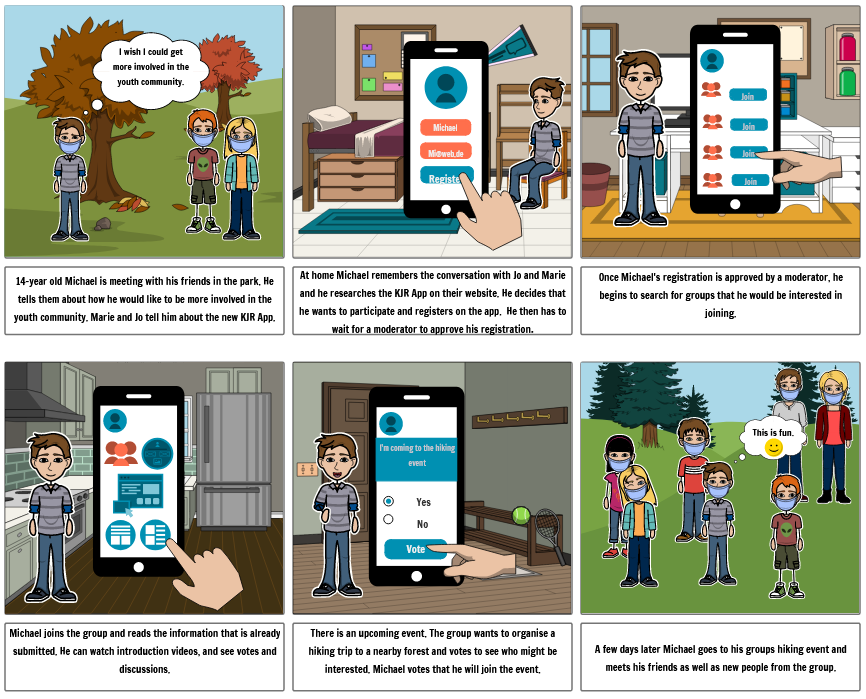 I wish I could get
more involved in the
youth community.
14-year old Michael is meeting with his friends in the park. He
tells them about how he would like to be more involved in the
youth community. Marie and Jo tell him about the new KJR App.
Michael
Mi@web.de
Registe
At home Michael remembers the conversation with Jo and Marie
and he researches the KJR App on their website. He decides that
he wants to participate and registers on the app.  He then has to
wait for a moderator to approve his registration.
Join
Join
Join
Join
Once Michael's registration is approved by a moderator, he
begins to search for groups that he would be interested in
joining.
Michael joins the group and reads the information that is already
submitted. He can watch introduction videos, and see votes and
discussions.
I'm coming to the hiking
event
Yes
No
Vote
There is an upcoming event. The group wants to organise a
hiking trip to a nearby forest and votes to see who might be
interested. Michael votes that he will join the event.
This is fun.
A few days later Michael goes to his groups hiking event and
meets his friends as well as new people from the group.